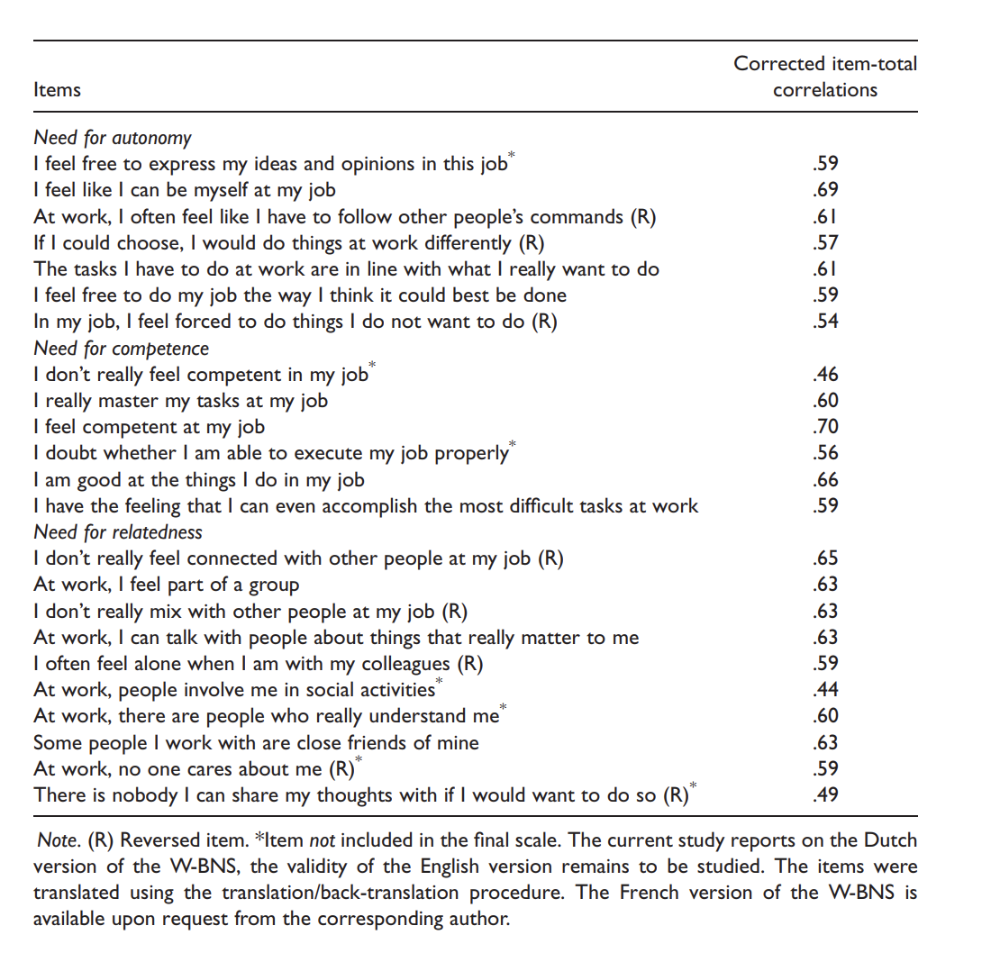 Corrected item-total
Items correlations
Need for autonomy
I feel free to express my ideas and opinions in this job* .59
I feel like I can be myself at my job .69
At work, I often feel like I have to follow other people’s commands (R) .61
If I could choose, I would do things at work differently (R) .57
The tasks I have to do at work are in line with what I really want to do .61
I feel free to do my job the way I think it could best be done .59
In my job, I feel forced to do things I do not want to do (R) .54
Need for competence
I don’t really feel competent in my job* .46
I really master my tasks at my job .60
I feel competent at my job .70
I doubt whether I am able to execute my job properly* .56
I am good at the things I do in my job .66
I have the feeling that I can even accomplish the most difficult tasks at work .59
Need for relatedness
I don’t really feel connected with other people at my job (R) .65
At work, I feel part of a group .63
I don’t really mix with other people at my job (R) .63
At work, I can talk with people about things that really matter to me .63
I often feel alone when I am with my colleagues (R) .59
At work, people involve me in social activities* .44
At work, there are people who really understand me* .60
Some people I work with are close friends of mine .63
At work, no one cares about me (R)* .59
There is nobody I can share my thoughts with if I would want to do so (R)* .49
Note. (R) Reversed item. *Item not included in the final scale. The current study reports on the Dutch
version of the W-BNS, the validity of the English version remains to be studied. The items were
translated using the translation/back-translation procedure. The French version of the W-BNS is
available upon request from the corresponding author.